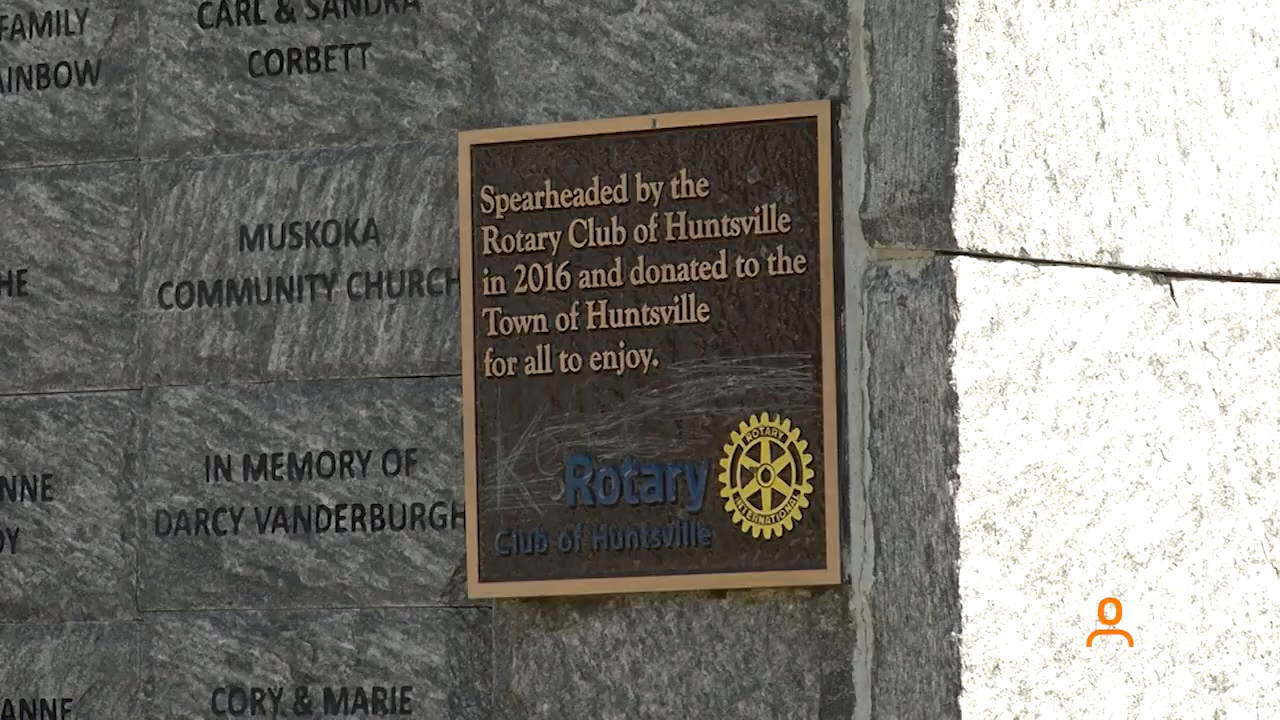 FAMILY
CARL & SANDRA
CORBETT
MUSKOKA
COMMUNITY CHURCH
IN MEMORY OF
DARCY VANDERBURGH
CORY & MARIE
ANNE
Spearheaded by the
Rotary Club of Huntsville
in 2016 and donated to the
Town of Huntsville
for all to enjoy.
Rotary
Club of Huntsville
ROTARY
INTERNATIONAL